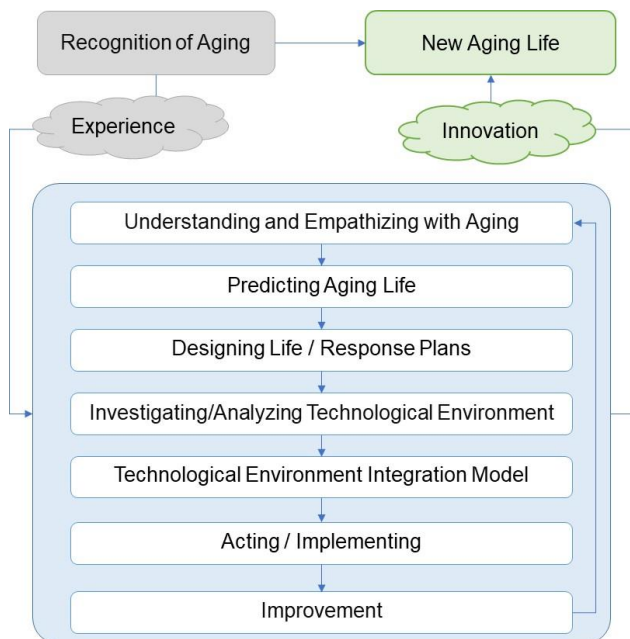 Recognition of Aging
New Aging Life
Experience
Innovation
Understanding and Empathizing with Aging
Predicting Aging Life
Designing Life / Response Plans
Investigating/Analyzing Technological Environment
Technological Environment Integration Model
Acting / Implementing
Improvement